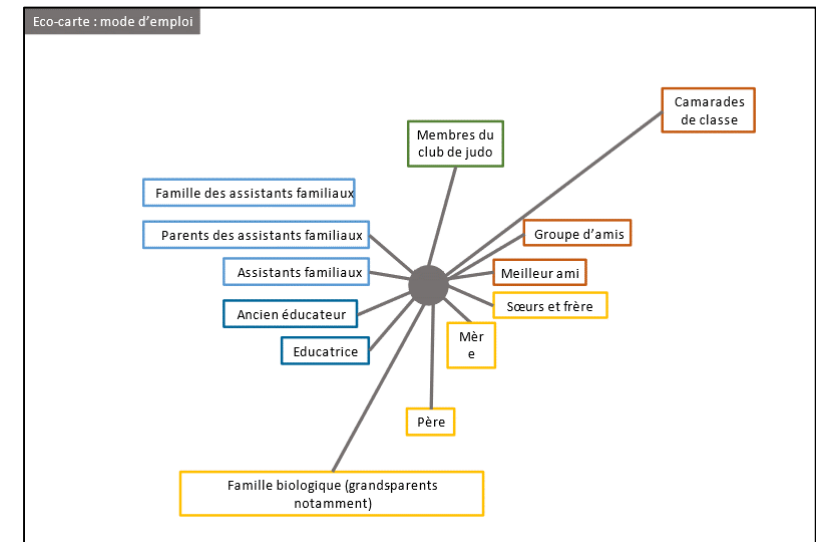 Eco-carte : mode d’emploi
Camarades
de classe
Membres du
club de judo
Famille des assistants familiaux
Parents des assistants familiaux
Groupe d’amis
Assistants familiaux
Meilleur ami
Sœurs et frère
Ancien éducateur
Mèr
e
Educatrice
Père
Famille biologique (grandsparents
notamment)